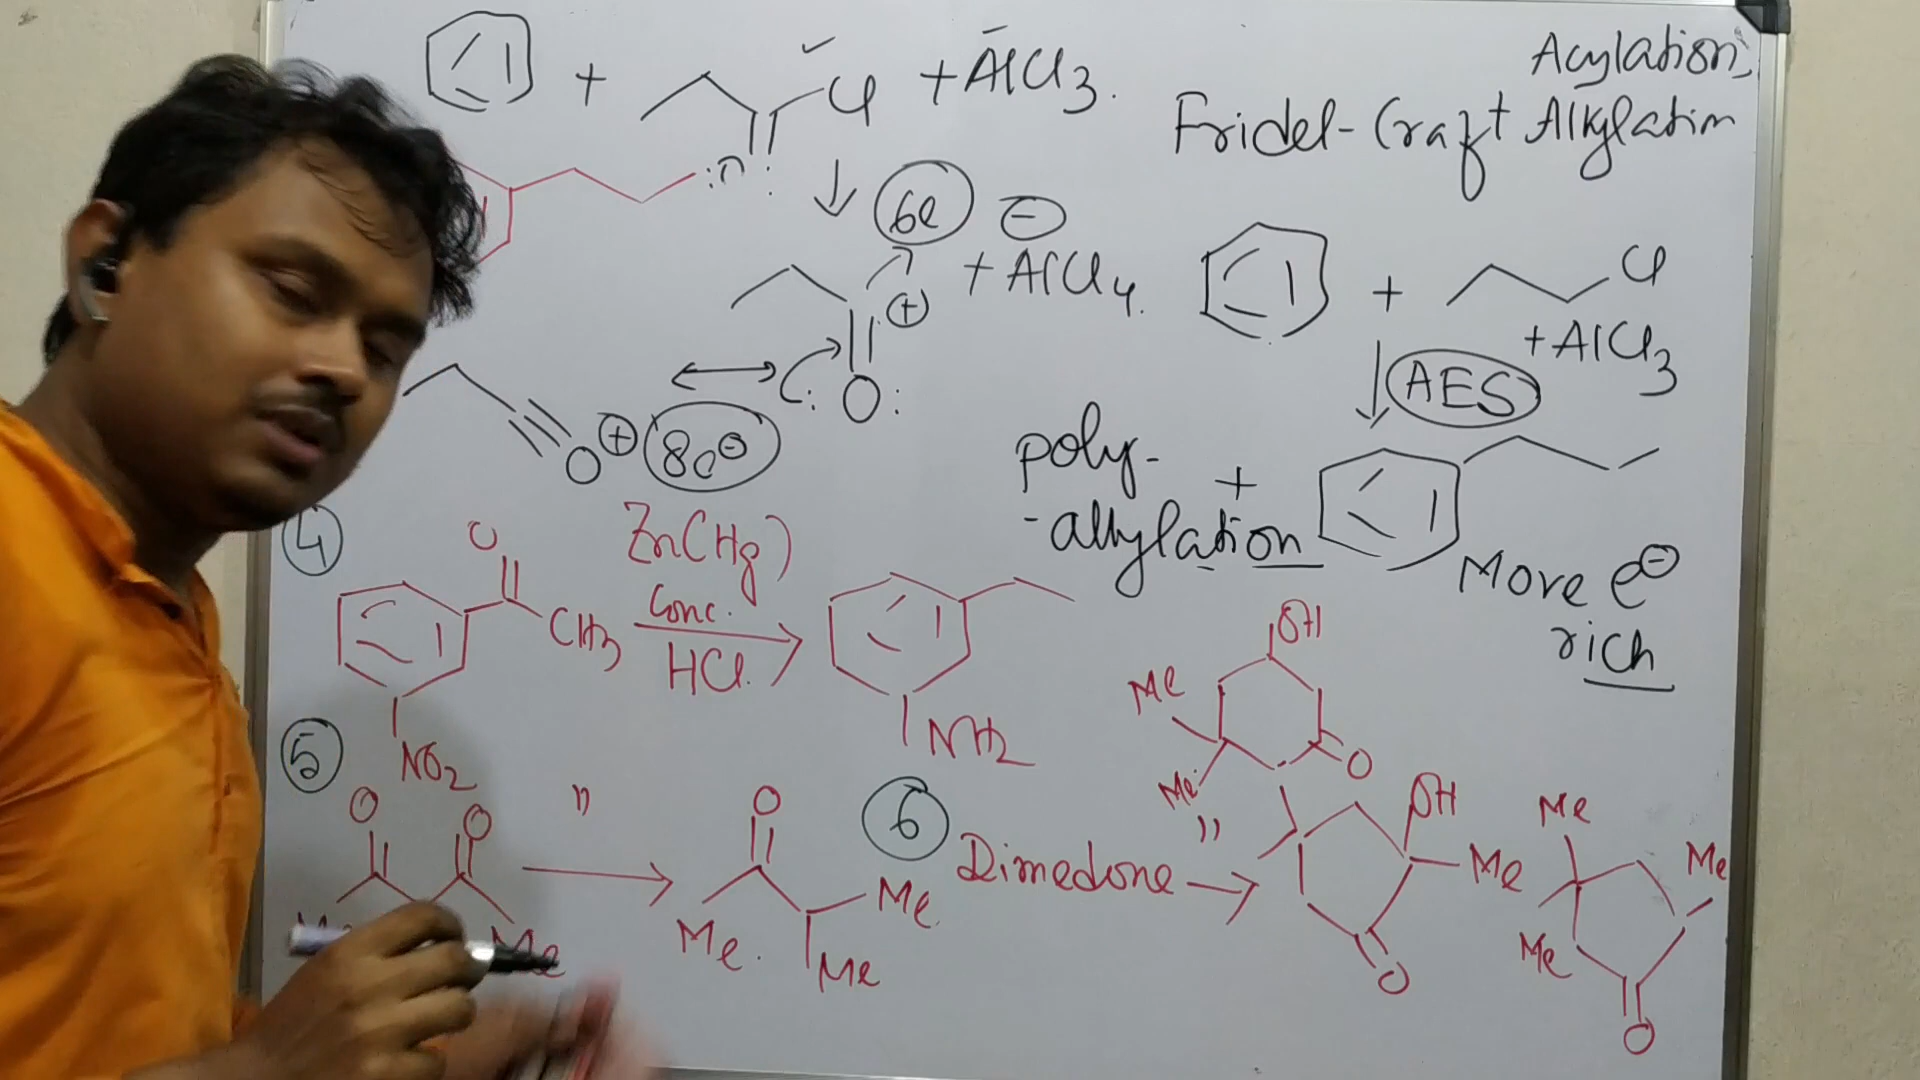 + Cl + AlCl3.
Acylation,
Fridel-Craft Alkylation
6e ⊖
+ AlCl4.
⊕
:O:
O ⊕ 8e⊖
+ Cl
+ AlCl3
AES
poly-
-alkylation +
More e⊖
rich
4
O
CH3
NO2
Zn(Hg)
Conc.
HCl.
NH2
OH
Me
Me
O
5
O O
Me
"
O
Me.
Me
Me
6
Dimedone
"
OH
Me
O
Me
Me
Me
O